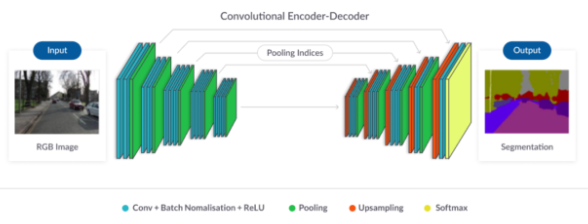 Convolutional Encoder-Decoder
Input
Pooling Indices
Output
RGB Image
Segmentation
Conv + Batch Nomalisation + ReLU
Pooling
Upsampling
Softmax